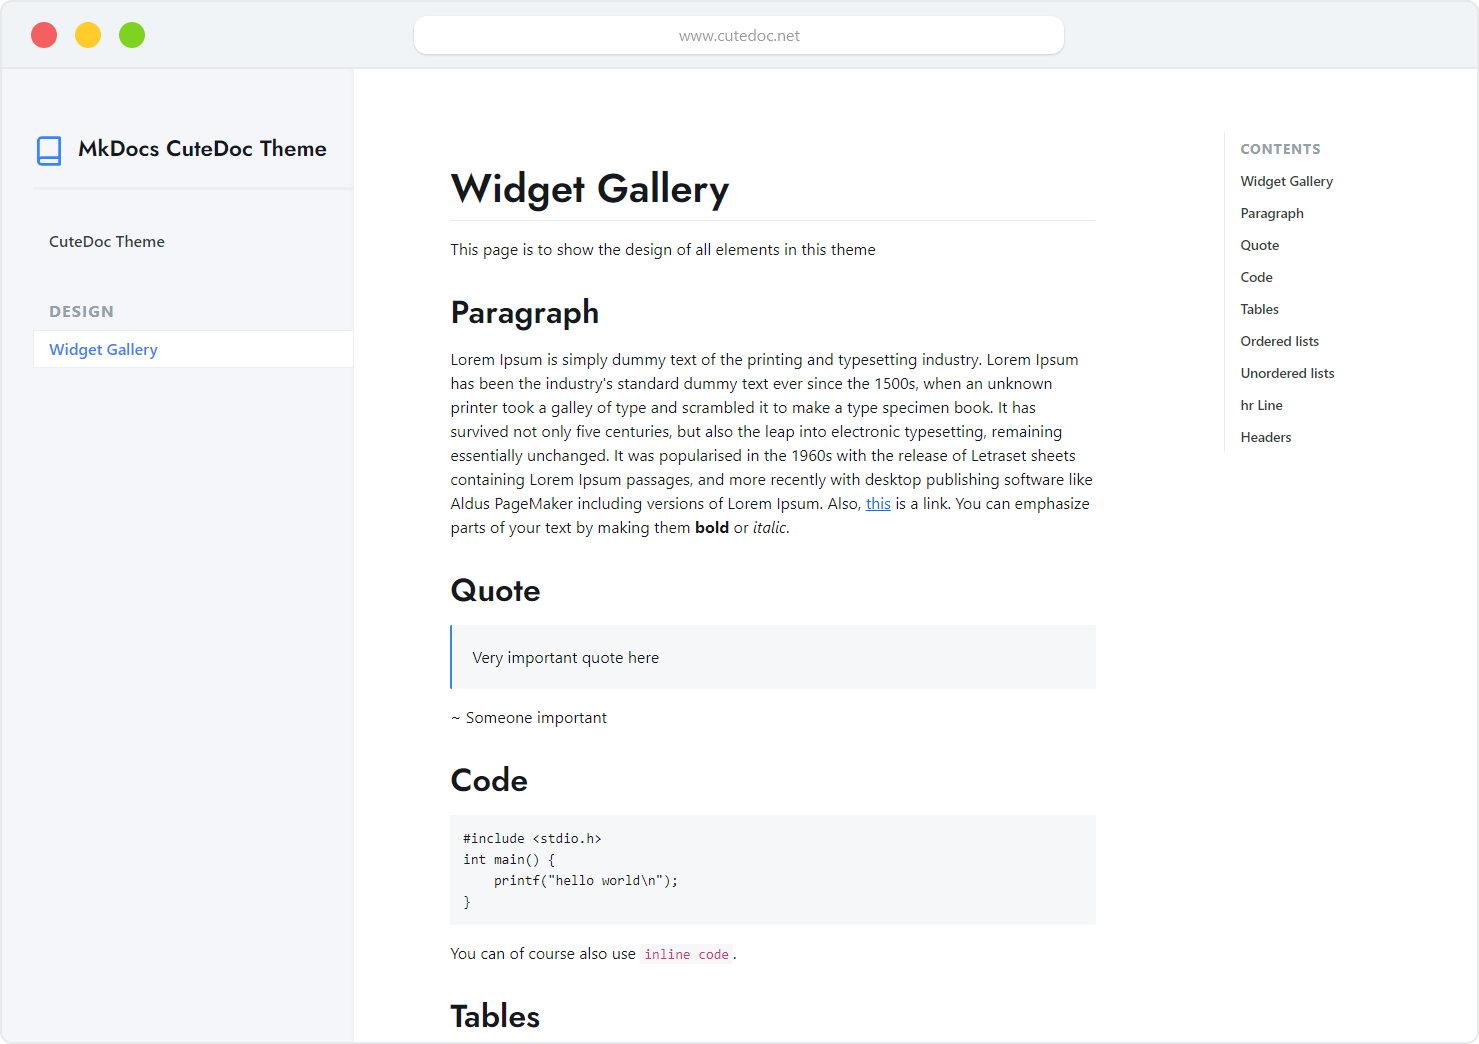 www.cutedoc.net
MkDocs CuteDoc Theme
CuteDoc Theme
DESIGN
Widget Gallery
Widget Gallery
This page is to show the design of all elements in this theme
Paragraph
Lorem Ipsum is simply dummy text of the printing and typesetting industry. Lorem Ipsum
has been the industry's standard dummy text ever since the 1500s, when an unknown
printer took a galley of type and scrambled it to make a type specimen book. It has
survived not only five centuries, but also the leap into electronic typesetting, remaining
essentially unchanged. It was popularised in the 1960s with the release of Letraset sheets
containing Lorem Ipsum passages, and more recently with desktop publishing software like
Aldus PageMaker including versions of Lorem Ipsum. Also, this is a link. You can emphasize
parts of your text by making them bold or italic.
Quote
Very important quote here
~ Someone important
Code
#include <stdio.h>
int main() {
    printf("hello world\n");
}
You can of course also use inline code.
Tables
CONTENTS
Widget Gallery
Paragraph
Quote
Code
Tables
Ordered lists
Unordered lists
hr Line
Headers